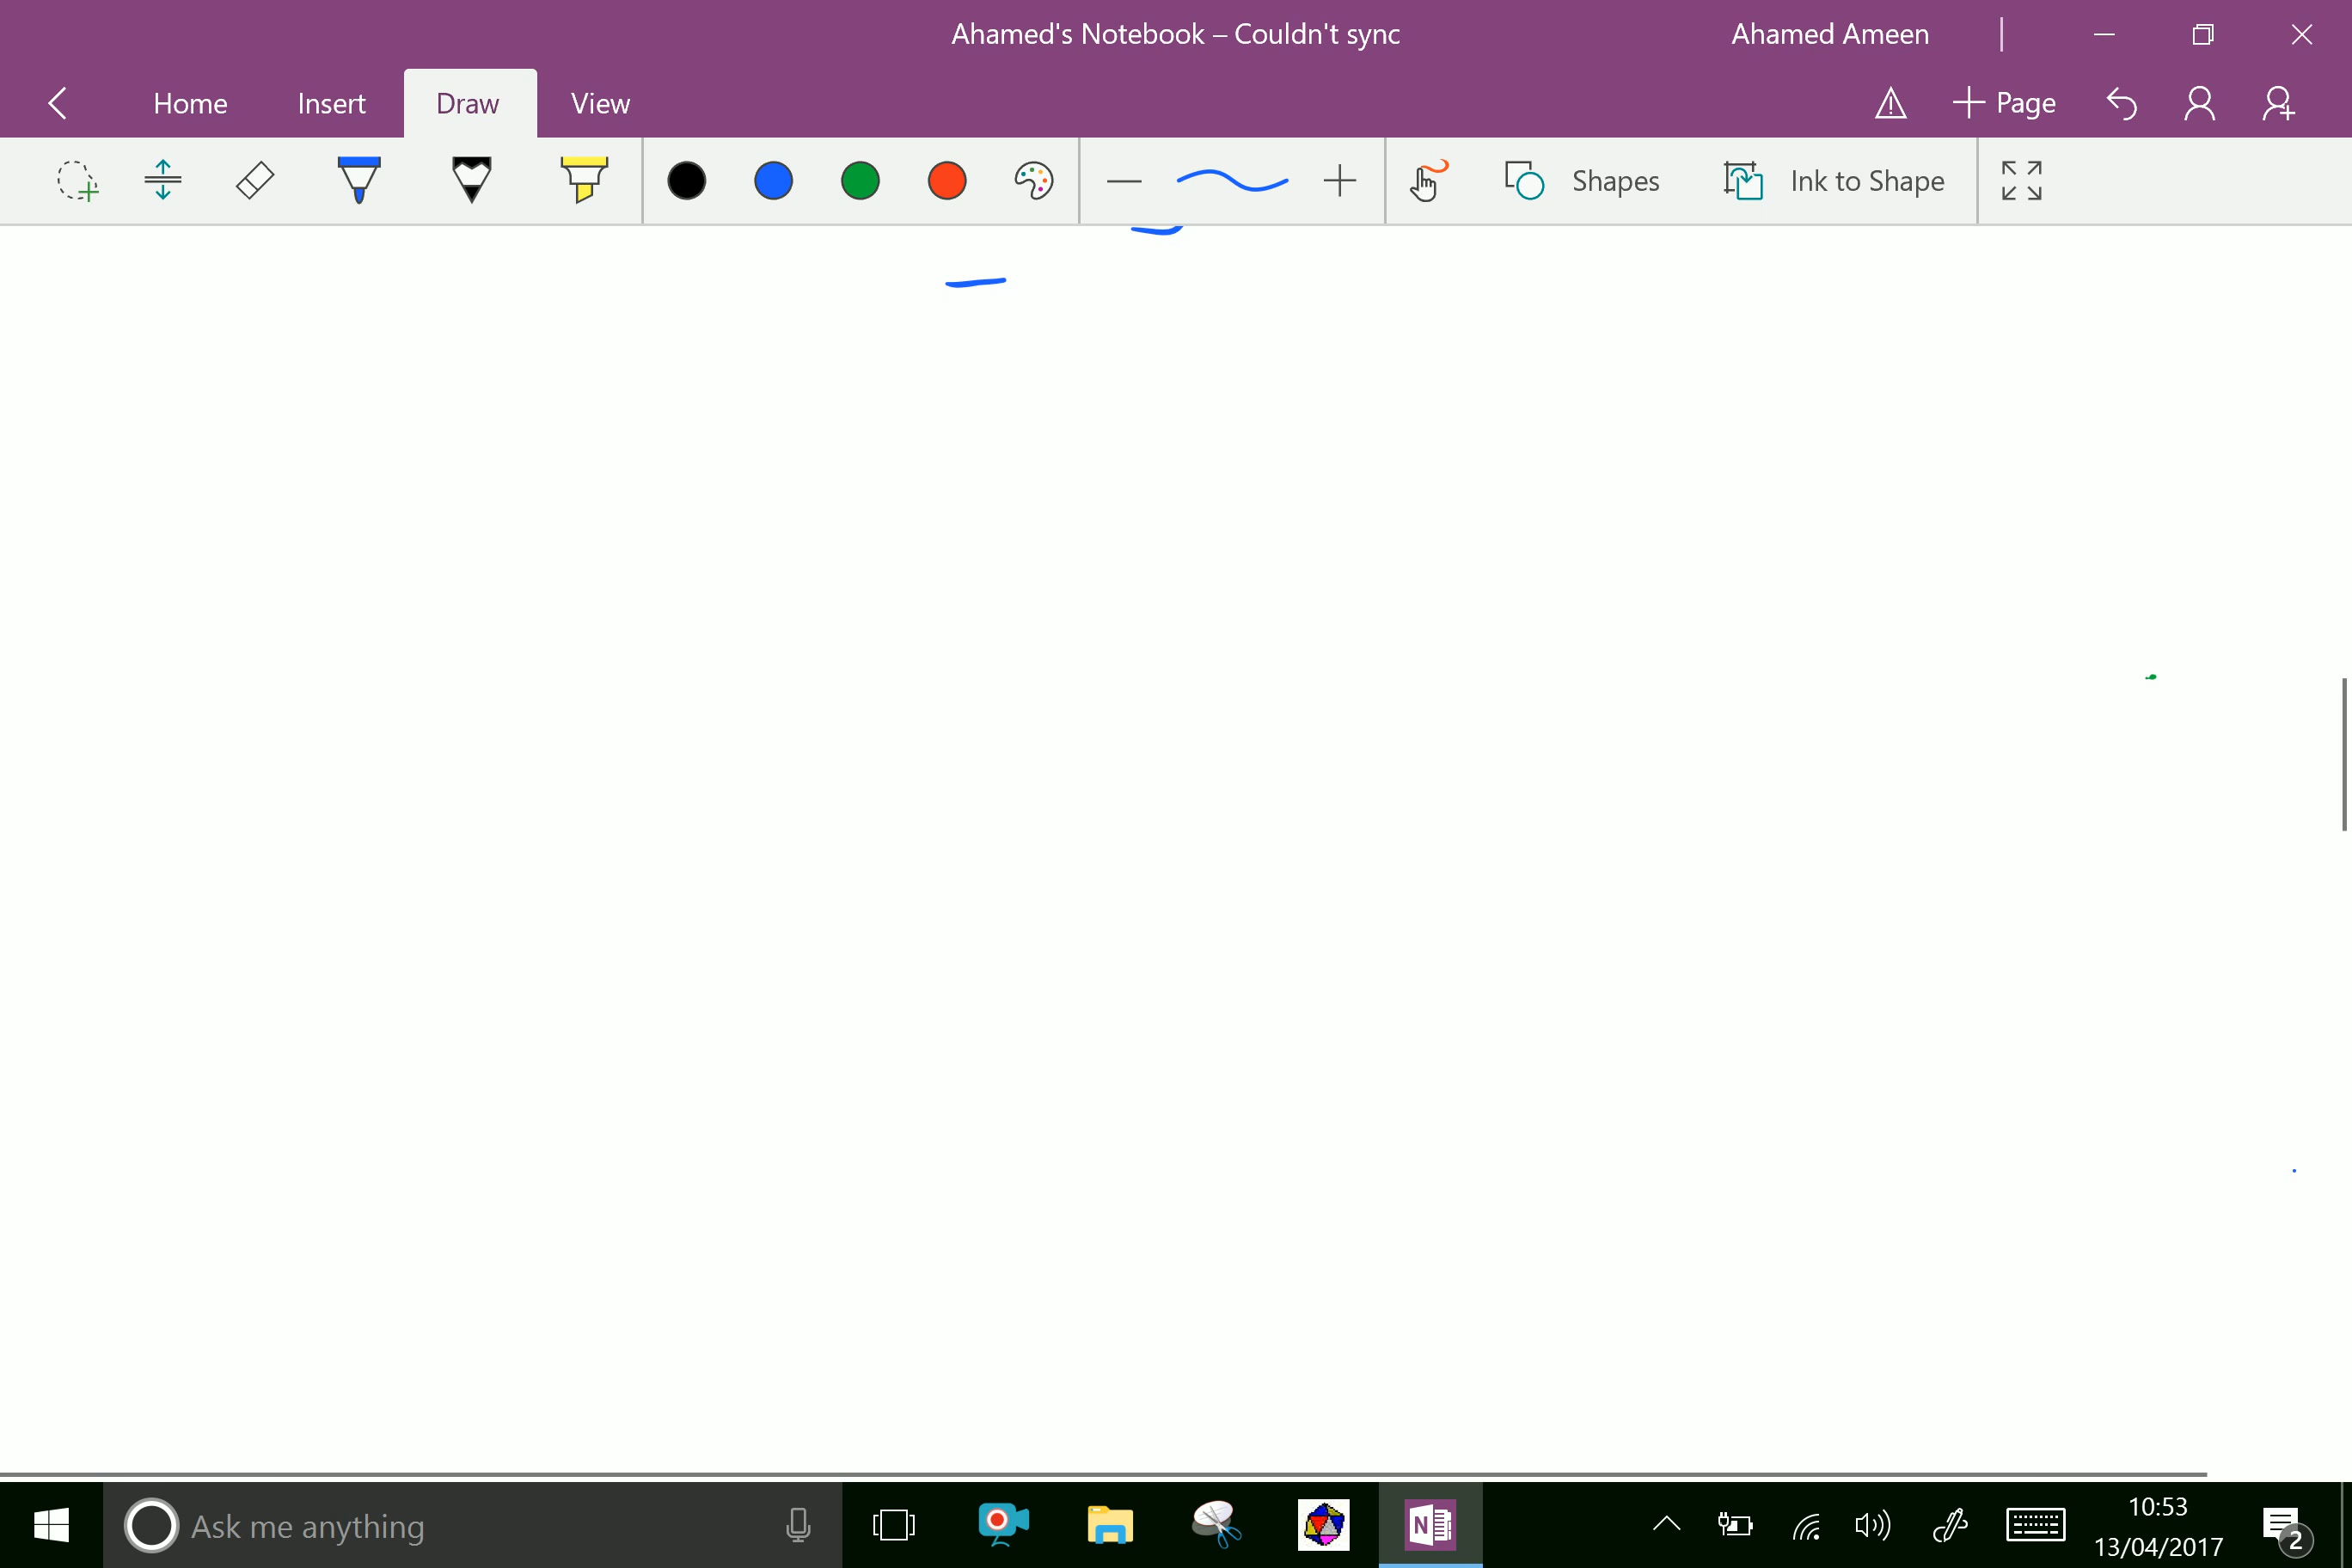 Ahamed's Notebook – Couldn't sync
Ahamed Ameen
Home Insert Draw View
Page
Shapes Ink to Shape
Ask me anything
N
10:53
13/04/2017
2